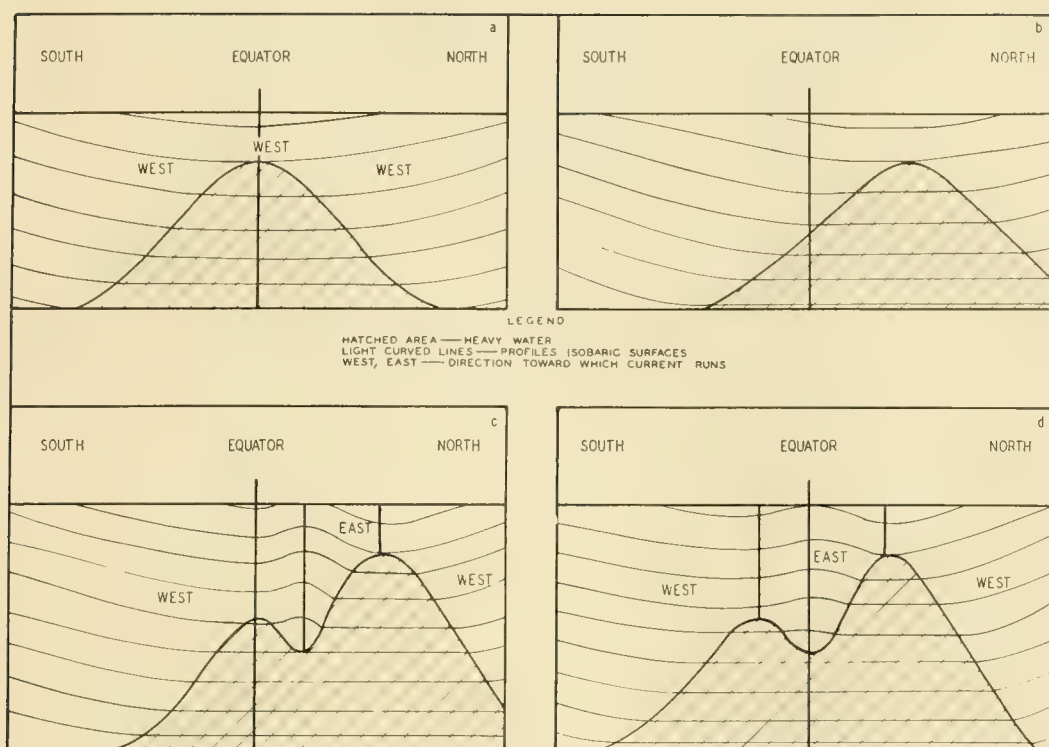 a
SOUTH EQUATOR NORTH
WEST
WEST WEST
b
SOUTH EQUATOR NORTH
LEGEND
HATCHED AREA — HEAVY WATER
LIGHT CURVED LINES — PROFILES ISOBARIC SURFACES
WEST, EAST — DIRECTION TOWARD WHICH CURRENT RUNS
c
SOUTH EQUATOR NORTH
EAST
WEST WEST
d
SOUTH EQUATOR NORTH
EAST
WEST WEST